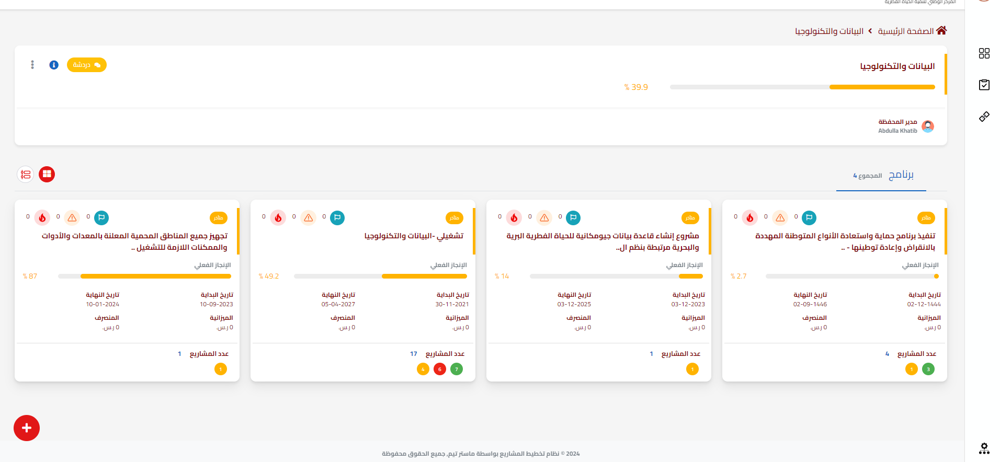 المركز الوطني لتنمية الحياة الفطرية
الصفحة الرئيسية
البيانات والتكنولوجيا
البيانات والتكنولوجيا
دردشة
% 39.9
مدير المحفظة
Abdulla Khatib
برنامج المجموع 4
متأخر
0 0 0
تنفيذ برنامج حماية واستعادة الأنواع المتوطنة المهددة
بالانقراض وإعادة توطينها - ..
الإنجاز الفعلي
% 2.7
تاريخ البداية تاريخ النهاية
02-12-1444 02-09-1446
الميزانية المنصرف
0 ر.س. 0 ر.س.
عدد المشاريع 4
3 1
متأخر
0 0 0
مشروع إنشاء قاعدة بيانات جيومكانية للحياة الفطرية البرية
والبحرية مرتبطة بنظم ال..
الإنجاز الفعلي
% 14
تاريخ البداية تاريخ النهاية
03-12-2023 03-12-2025
الميزانية المنصرف
0 ر.س. 0 ر.س.
عدد المشاريع 1
1
متأخر
0 0 0
تشغيلي -البيانات والتكنولوجيا
الإنجاز الفعلي
% 49.2
تاريخ البداية تاريخ النهاية
30-11-2021 05-04-2027
الميزانية المنصرف
0 ر.س. 0 ر.س.
عدد المشاريع 17
7 6 4
متأخر
0 0 0
تجهيز جميع المناطق المحمية المعلنة بالمعدات والأدوات
والممكنات اللازمة للتشغيل ..
الإنجاز الفعلي
% 87
تاريخ البداية تاريخ النهاية
10-09-2023 10-01-2024
الميزانية المنصرف
0 ر.س. 0 ر.س.
عدد المشاريع 1
1
2024 © نظام تخطيط المشاريع بواسطة ماستر تيم, جميع الحقوق محفوظة